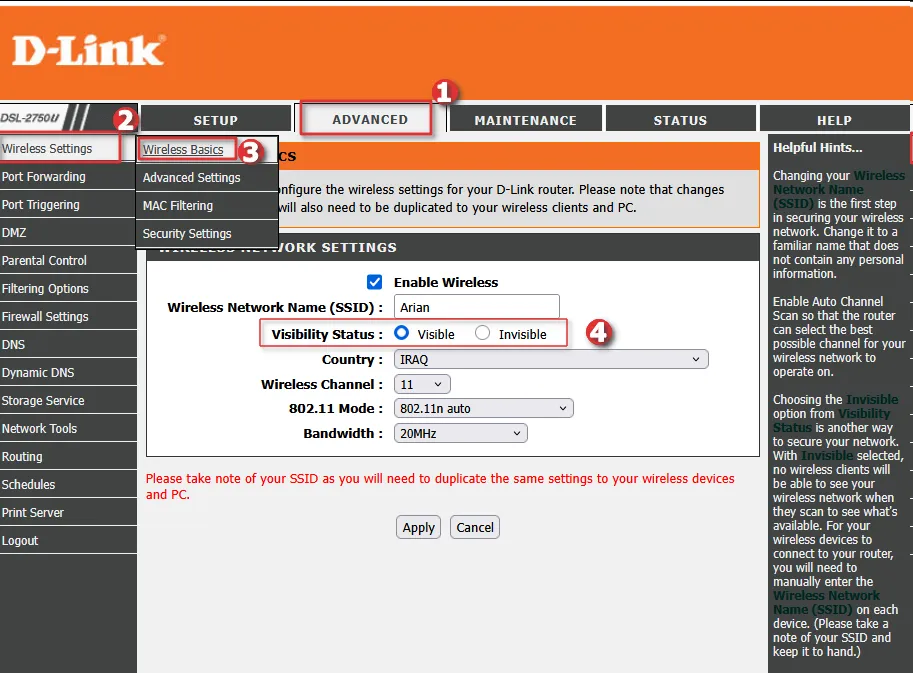 D-Link
DSL-2750U
SETUP
1
ADVANCED
MAINTENANCE
STATUS
HELP
2
Wireless Settings
Port Forwarding
Port Triggering
DMZ
Parental Control
Filtering Options
Firewall Settings
DNS
Dynamic DNS
Storage Service
Network Tools
Routing
Schedules
Print Server
Logout
Wireless Basics
3
Advanced Settings
MAC Filtering
Security Settings
CS
onfigure the wireless settings for your D-Link router. Please note that changes
will also need to be duplicated to your wireless clients and PC.
WIRELESS NETWORK SETTINGS
Enable Wireless
Wireless Network Name (SSID) : Arian
Visibility Status : Visible Invisible
4
Country : IRAQ
Wireless Channel : 11
802.11 Mode : 802.11n auto
Bandwidth : 20MHz
Please take note of your SSID as you will need to duplicate the same settings to your wireless devices
and PC.
Apply Cancel
Helpful Hints...
Changing your Wireless
Network Name
(SSID) is the first step
in securing your wireless
network. Change it to a
familiar name that does
not contain any personal
information.
Enable Auto Channel
Scan so that the router
can select the best
possible channel for your
wireless network to
operate on.
Choosing the Invisible
option from Visibility
Status is another way
to secure your network.
With Invisible selected,
no wireless clients will
be able to see your
wireless network when
they scan to see what's
available. For your
wireless devices to
connect to your router,
you will need to
manually enter the
Wireless Network
Name (SSID) on each
device. (Please take a
note of your SSID and
keep it to hand.)